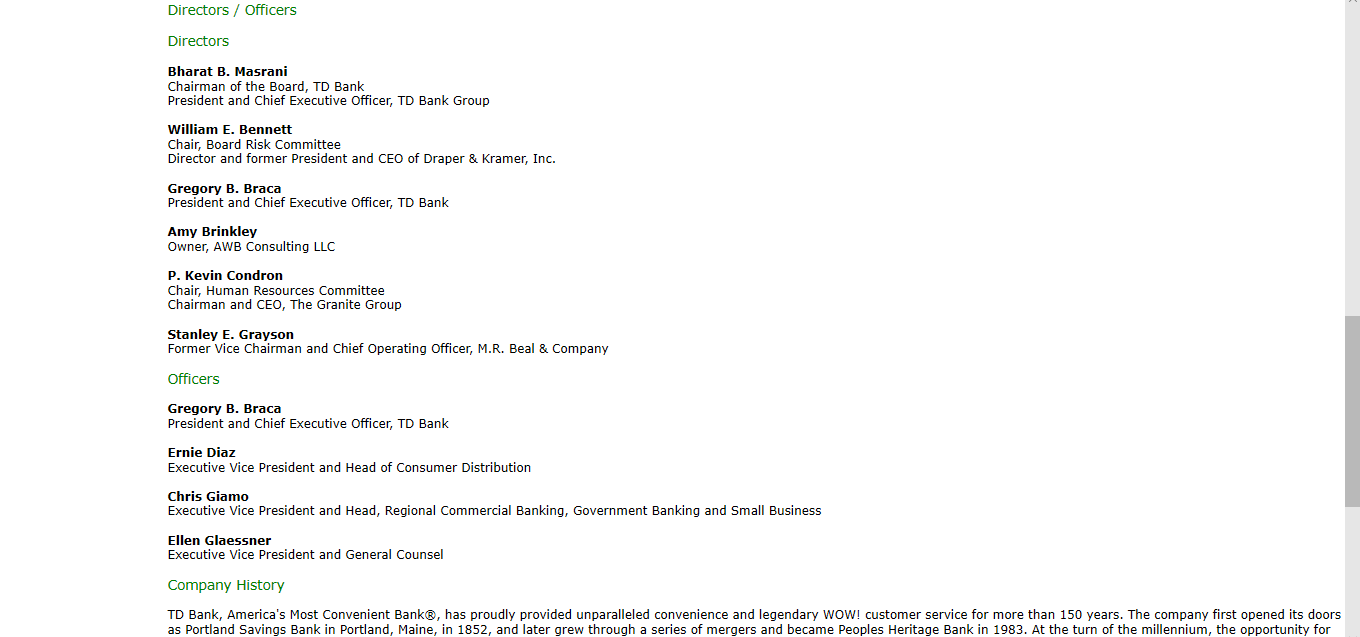 Directors / Officers
Directors
Bharat B. Masrani
Chairman of the Board, TD Bank
President and Chief Executive Officer, TD Bank Group
William E. Bennett
Chair, Board Risk Committee
Director and former President and CEO of Draper & Kramer, Inc.
Gregory B. Braca
President and Chief Executive Officer, TD Bank
Amy Brinkley
Owner, AWB Consulting LLC
P. Kevin Condron
Chair, Human Resources Committee
Chairman and CEO, The Granite Group
Stanley E. Grayson
Former Vice Chairman and Chief Operating Officer, M.R. Beal & Company
Officers
Gregory B. Braca
President and Chief Executive Officer, TD Bank
Ernie Diaz
Executive Vice President and Head of Consumer Distribution
Chris Giamo
Executive Vice President and Head, Regional Commercial Banking, Government Banking and Small Business
Ellen Glaessner
Executive Vice President and General Counsel
Company History
TD Bank, America's Most Convenient Bank®, has proudly provided unparalleled convenience and legendary WOW! customer service for more than 150 years. The company first opened its doors
as Portland Savings Bank in Portland, Maine, in 1852, and later grew through a series of mergers and became Peoples Heritage Bank in 1983. At the turn of the millennium, the opportunity for